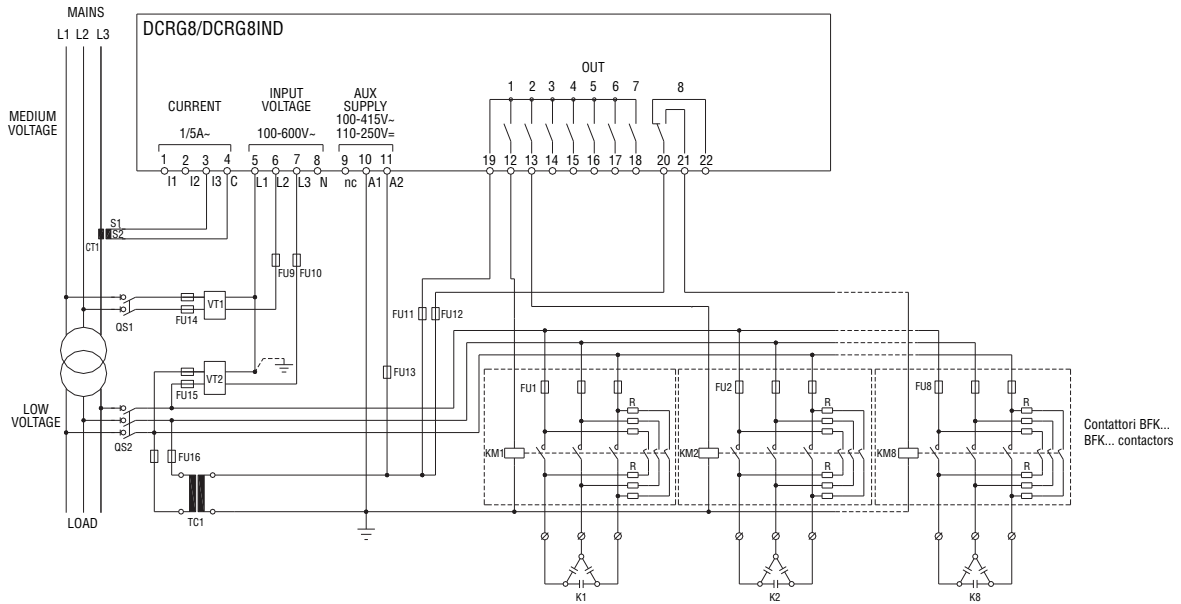 MAINS
L1 L2 L3
DCRG8/DCRG8IND
OUT
1 2 3 4 5 6 7 8
MEDIUM
VOLTAGE
CURRENT
1/5A~
INPUT
VOLTAGE
100-600V~
AUX
SUPPLY
100-415V~
110-250V=
1 2 3 4 5 6 7 8 9 10 11 19 12 13 14 15 16 17 18 20 21 22
I1 I2 I3 C L1 L2 L3 N nc A1 A2
S1
S2
CT1
FU9 FU10
VT1
FU14
QS1
FU11 FU12
VT2
FU15
FU13
LOW
VOLTAGE
QS2
FU16
TC1
LOAD
FU1 FU2 FU8
R R R
KM1 KM2 KM8
R R R
Contattori BFK...
BFK... contactors
K1 K2 K8